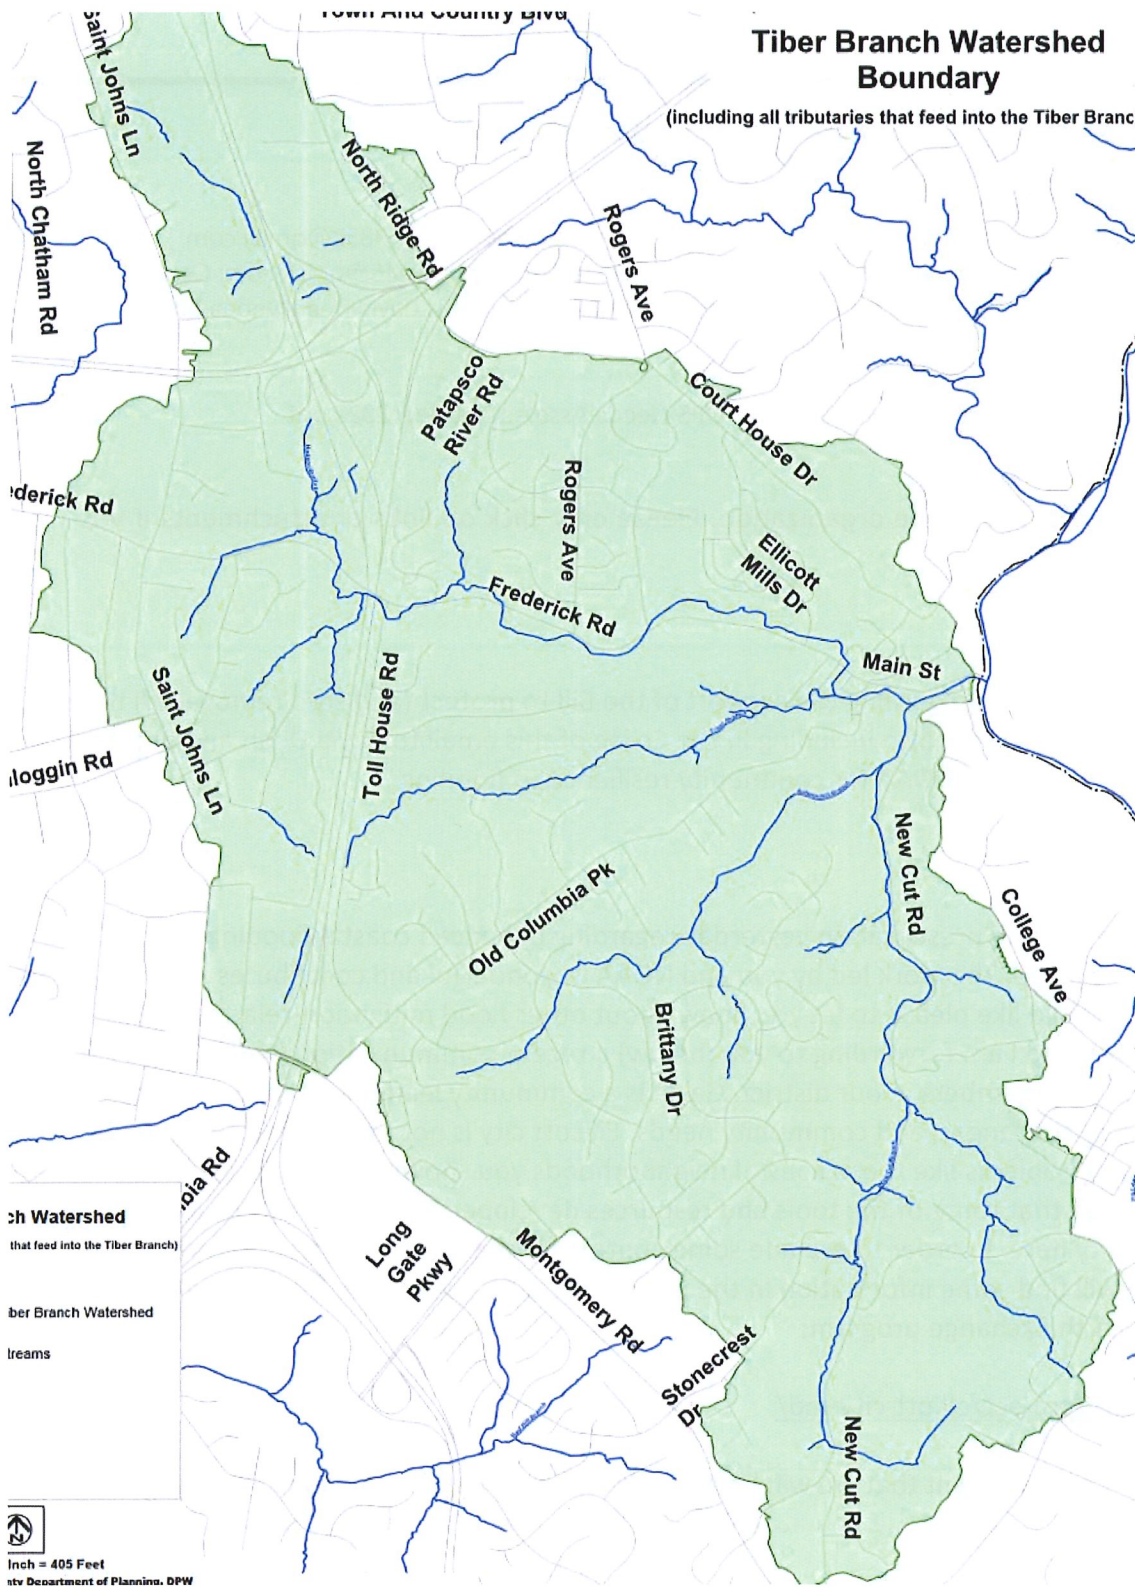 Town And Country Blvd
Tiber Branch Watershed
Boundary
(including all tributaries that feed into the Tiber Branc
Saint Johns Ln
North Chatham Rd
North Ridge Rd
Rogers Ave
Patapsco
River Rd
Court House Dr
ederick Rd
Rogers Ave
Ellicott
Mills Dr
Frederick Rd
Main St
Saint Johns Ln
Toll House Rd
lloggin Rd
New Cut Rd
Old Columbia Pk
College Ave
Brittany Dr
bia Rd
ch Watershed
that feed into the Tiber Branch)
iber Branch Watershed
treams
Long
Gate
Pkwy
Montgomery Rd
Stonecrest
Dr
New Cut Rd
N
Inch = 405 Feet
nty Department of Planning, DPW